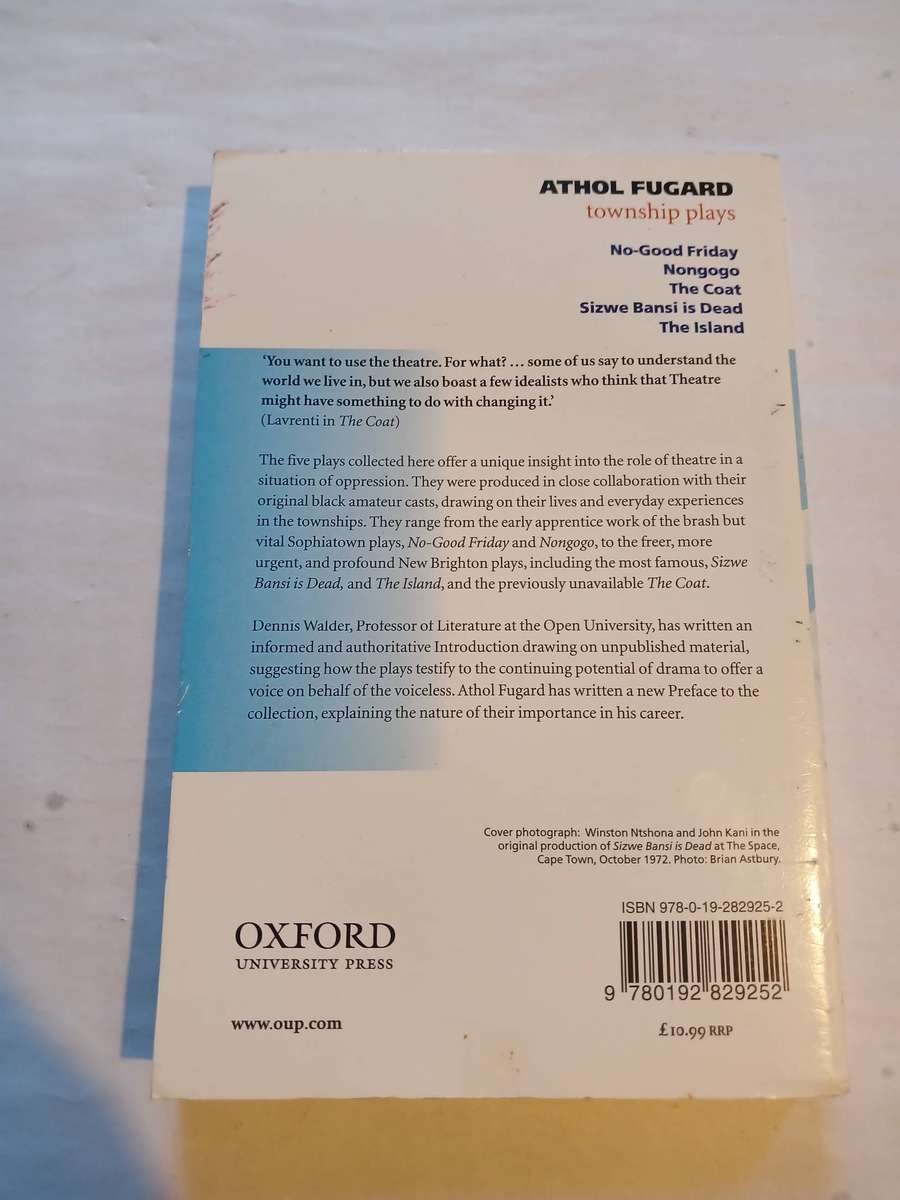 ATHOL FUGARD
township plays
No-Good Friday
Nongogo
The Coat
Sizwe Bansi is Dead
The Island
'You want to use the theatre. For what? ... some of us say to understand the
world we live in, but we also boast a few idealists who think that Theatre
might have something to do with changing it.'
(Lavrenti in The Coat)
The five plays collected here offer a unique insight into the role of theatre in a
situation of oppression. They were produced in close collaboration with their
original black amateur casts, drawing on their lives and everyday experiences
in the townships. They range from the early apprentice work of the brash but
vital Sophiatown plays, No-Good Friday and Nongogo, to the freer, more
urgent, and profound New Brighton plays, including the most famous, Sizwe
Bansi is Dead, and The Island, and the previously unavailable The Coat.
Dennis Walder, Professor of Literature at the Open University, has written an
informed and authoritative Introduction drawing on unpublished material,
suggesting how the plays testify to the continuing potential of drama to offer a
voice on behalf of the voiceless. Athol Fugard has written a new Preface to the
collection, explaining the nature of their importance in his career.
Cover photograph: Winston Ntshona and John Kani in the
original production of Sizwe Bansi is Dead at The Space,
Cape Town, October 1972. Photo: Brian Astbury.
ISBN 978-0-19-282925-2
9 780192 829252
OXFORD
UNIVERSITY PRESS
www.oup.com
£10.99 RRP